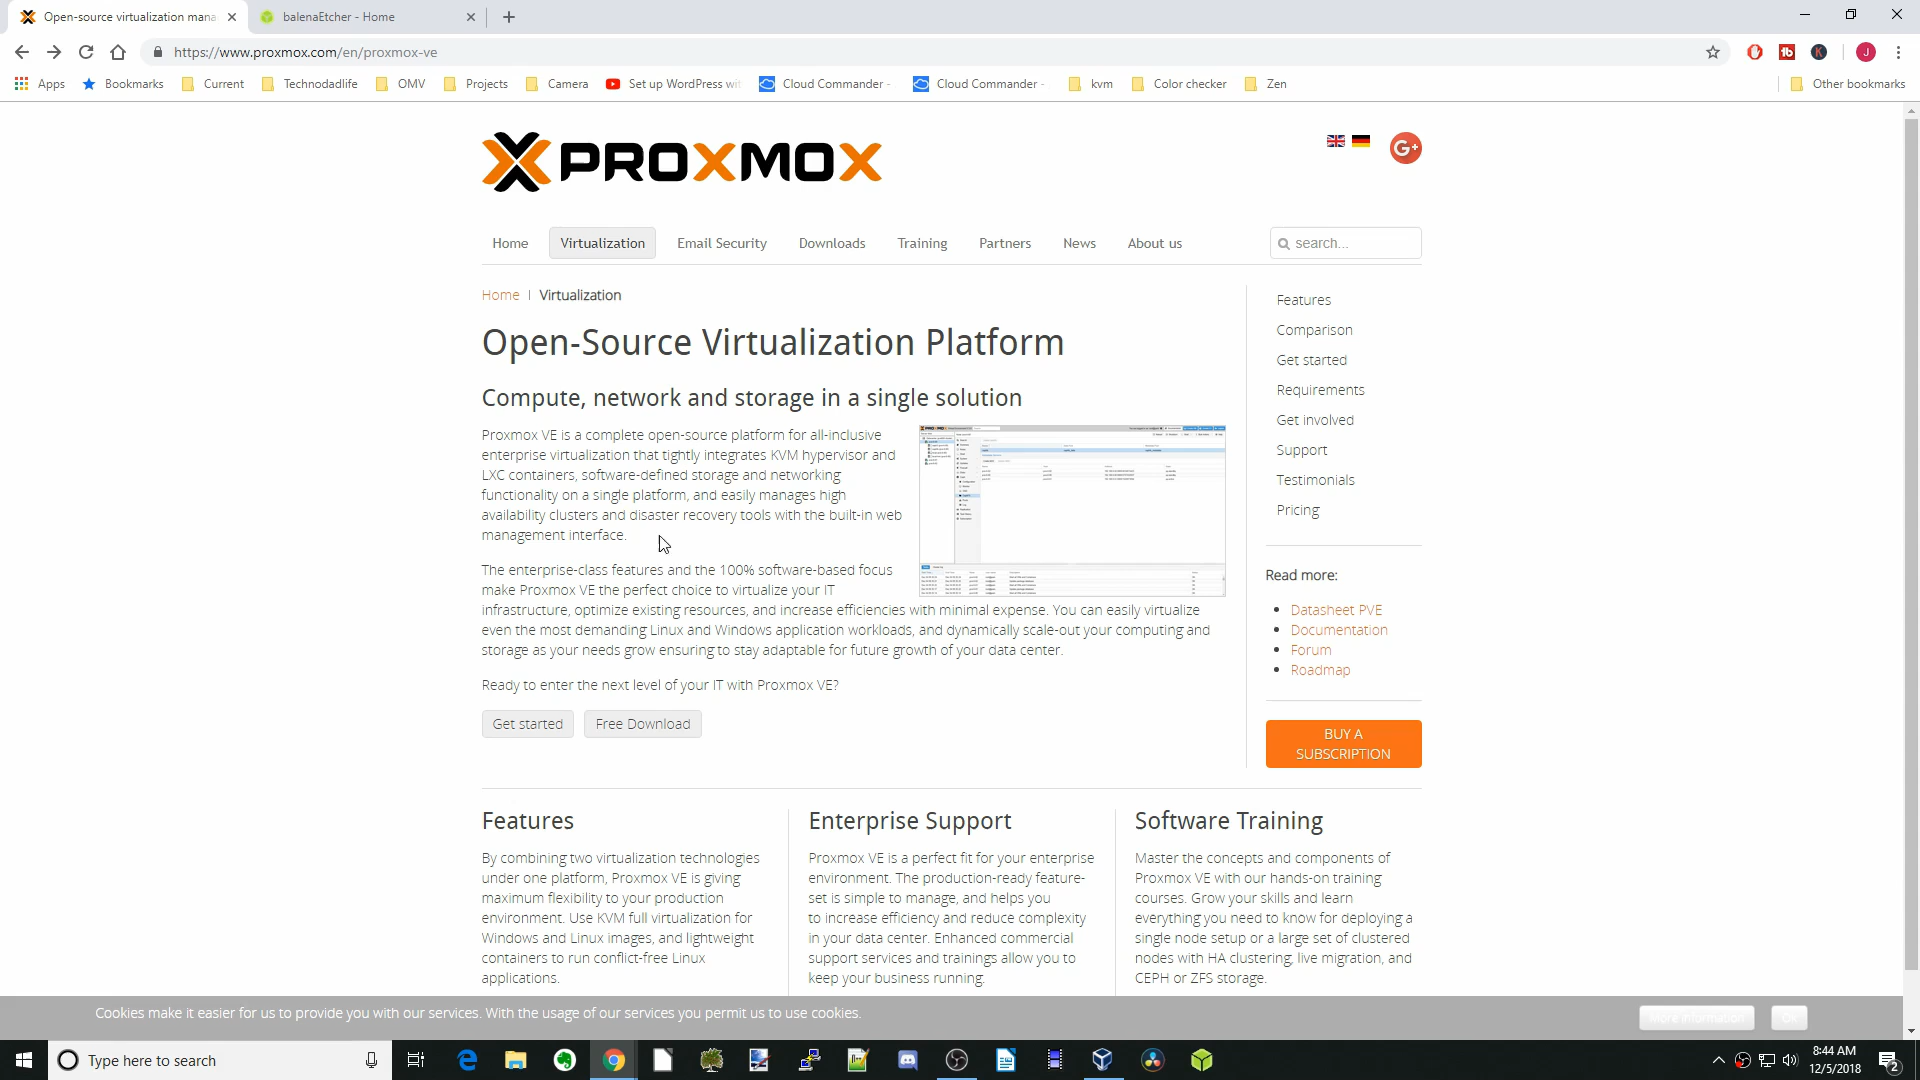 Open-source virtualization mana
balenaEtcher - Home
https://www.proxmox.com/en/proxmox-ve
J
Apps
Bookmarks
Current
Technodadlife
OMV
Projects
Camera
Set up WordPress wit
Cloud Commander -
Cloud Commander -
kvm
Color checker
Zen
Other bookmarks
PROXMOX
G+
Home
Virtualization
Email Security
Downloads
Training
Partners
News
About us
search...
Home | Virtualization
Open-Source Virtualization Platform
Compute, network and storage in a single solution
Proxmox VE is a complete open-source platform for all-inclusive
enterprise virtualization that tightly integrates KVM hypervisor and
LXC containers, software-defined storage and networking
functionality on a single platform, and easily manages high
availability clusters and disaster recovery tools with the built-in web
management interface.
The enterprise-class features and the 100% software-based focus
make Proxmox VE the perfect choice to virtualize your IT
infrastructure, optimize existing resources, and increase efficiencies with minimal expense. You can easily virtualize
even the most demanding Linux and Windows application workloads, and dynamically scale-out your computing and
storage as your needs grow ensuring to stay adaptable for future growth of your data center.
Ready to enter the next level of your IT with Proxmox VE?
Get started
Free Download
Features
Comparison
Get started
Requirements
Get involved
Support
Testimonials
Pricing
Read more:
Datasheet PVE
Documentation
Forum
Roadmap
BUY A
SUBSCRIPTION
Features
By combining two virtualization technologies
under one platform, Proxmox VE is giving
maximum flexibility to your production
environment. Use KVM full virtualization for
Windows and Linux images, and lightweight
containers to run conflict-free Linux
applications.
Enterprise Support
Proxmox VE is a perfect fit for your enterprise
environment. The production-ready feature-
set is simple to manage, and helps you
to increase efficiency and reduce complexity
in your data center. Enhanced commercial
support services and trainings allow you to
keep your business running.
Software Training
Master the concepts and components of
Proxmox VE with our hands-on training
courses. Grow your skills and learn
everything you need to know for deploying a
single node setup or a large set of clustered
nodes with HA clustering, live migration, and
CEPH or ZFS storage.
Cookies make it easier for us to provide you with our services. With the usage of our services you permit us to use cookies.
More information
Ok
Type here to search
8:44 AM
12/5/2018
2